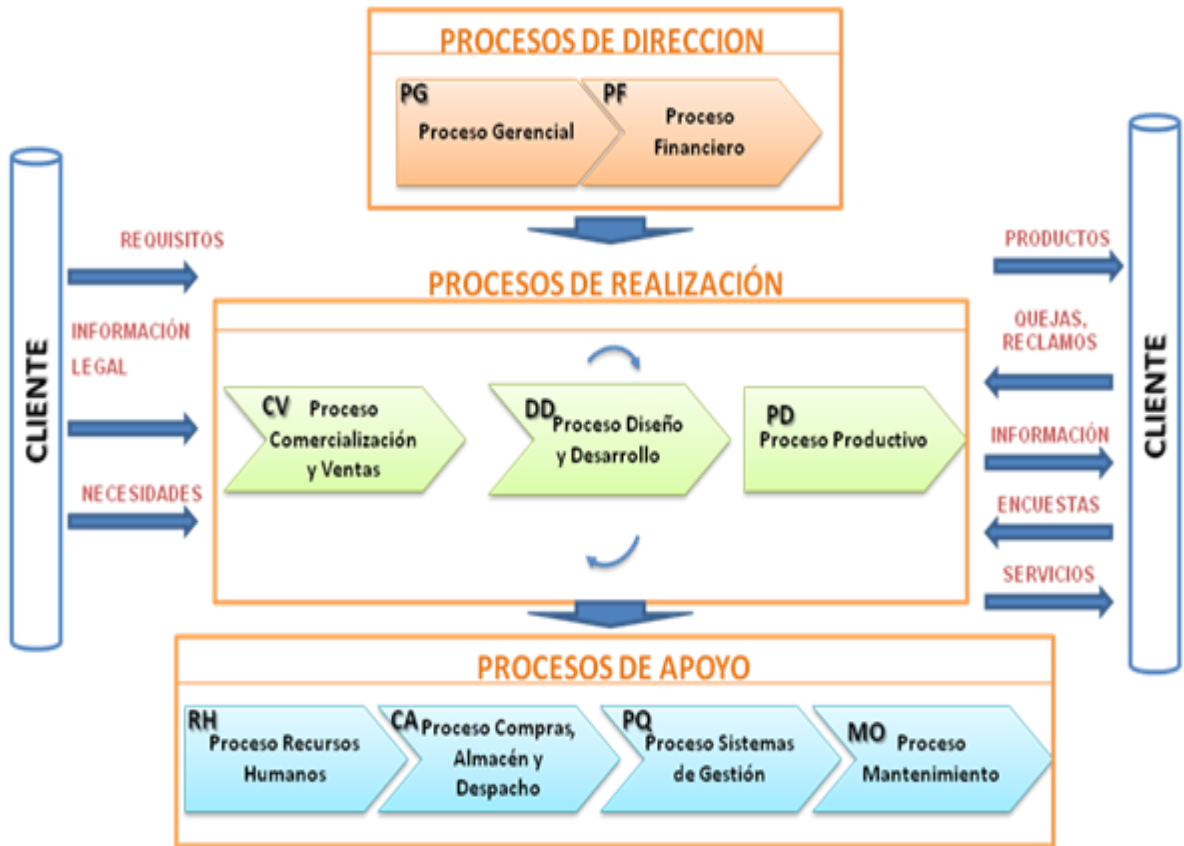 PROCESOS DE DIRECCION
PG
Proceso Gerencial
PF
Proceso
Financiero
CLIENTE
REQUISITOS
INFORMACIÓN
LEGAL
NECESIDADES
PROCESOS DE REALIZACIÓN
CV Proceso
Comercialización
y Ventas
DD
Proceso Diseño
y Desarrollo
PD
Proceso Productivo
PRODUCTOS
QUEJAS,
RECLAMOS
INFORMACIÓN
ENCUESTAS
SERVICIOS
CLIENTE
PROCESOS DE APOYO
RH
Proceso Recursos
Humanos
CA
Proceso Compras,
Almacén y
Despacho
PQ
Proceso Sistemas
de Gestión
MO Proceso
Mantenimiento